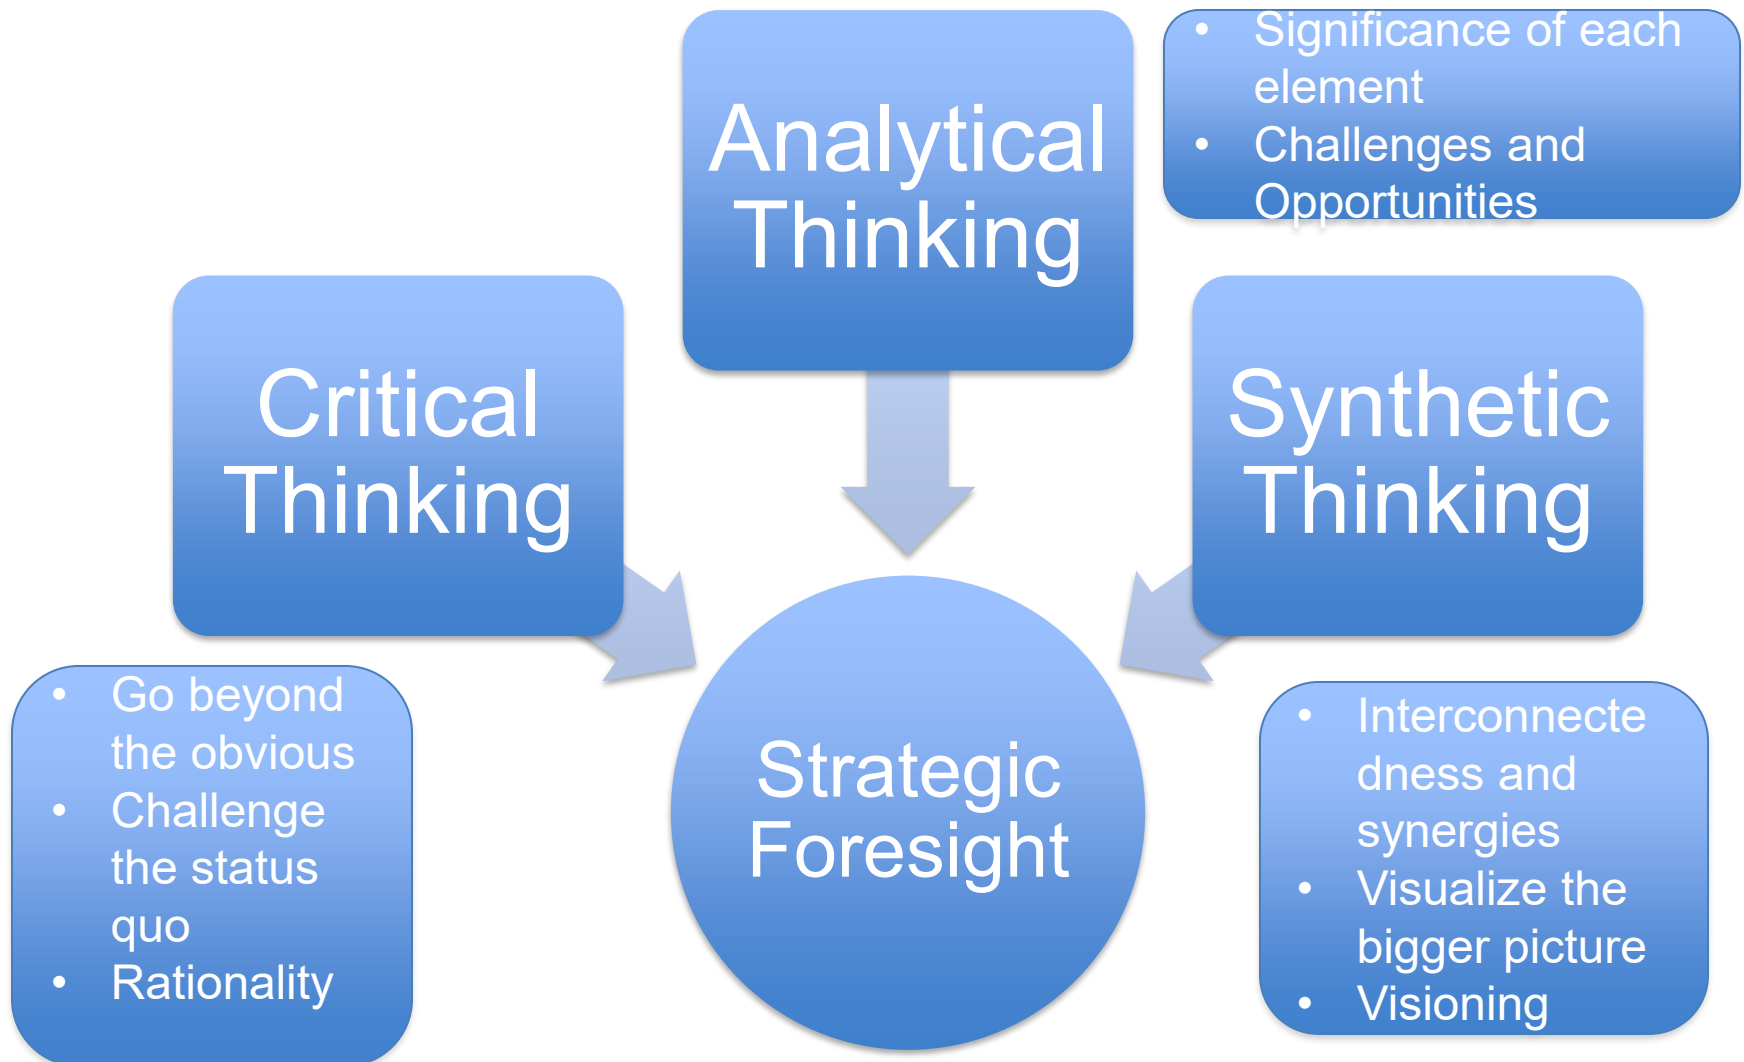 Analytical
Thinking
• Significance of each
element
• Challenges and
Opportunities
Critical
Thinking
Synthetic
Thinking
• Go beyond
the obvious
• Challenge
the status
quo
• Rationality
Strategic
Foresight
• Interconnecte
dness and
synergies
• Visualize the
bigger picture
• Visioning